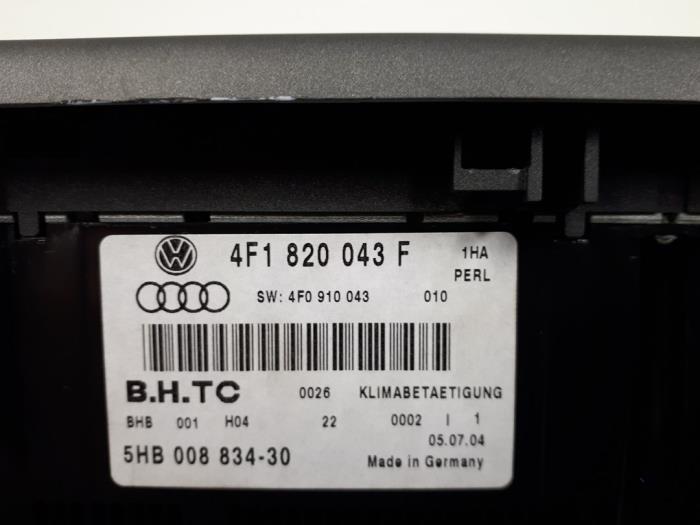 4F1 820 043 F 1HA
PERL
SW: 4F0 910 043 010
B.H.TC 0026 KLIMABETAETIGUNG
BHB 001 H04 22 0002 I 1
05.07.04
5HB 008 834-30 Made in Germany